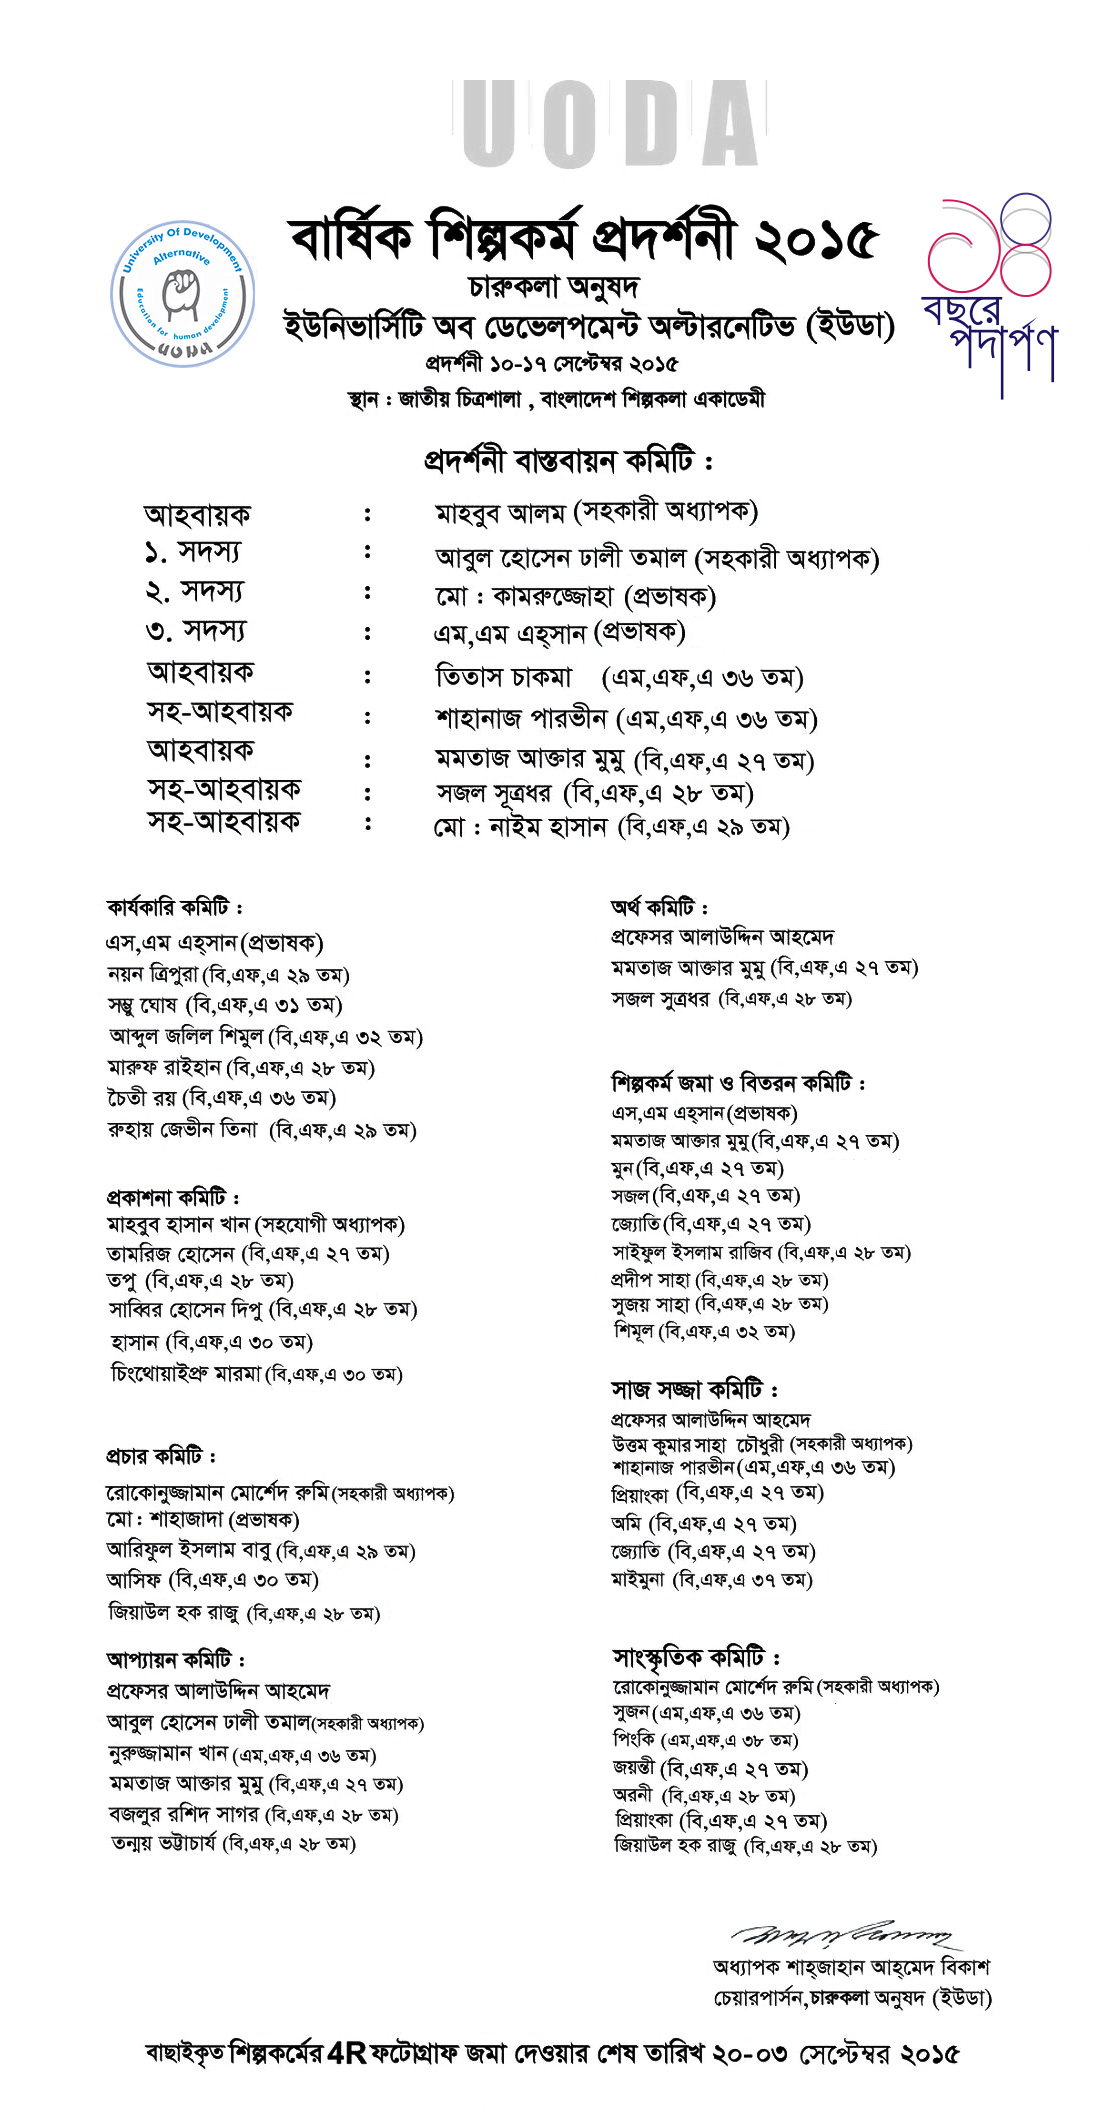 UODA
University Of Development
Alternative
Education for human development
UODA
বার্ষিক শিল্পকর্ম প্রদর্শনী ২০১৫
চারুকলা অনুষদ
ইউনিভার্সিটি অব ডেভেলপমেন্ট অল্টারনেটিভ (ইউডা)
প্রদর্শনী ১০-১৭ সেপ্টেম্বর ২০১৫
স্থান : জাতীয় চিত্রশালা , বাংলাদেশ শিল্পকলা একাডেমী
১৪
বছরে
পদার্পণ
প্রদর্শনী বাস্তবায়ন কমিটি :
আহবায়ক : মাহবুব আলম (সহকারী অধ্যাপক)
১. সদস্য : আবুল হোসেন ঢালী তমাল (সহকারী অধ্যাপক)
২. সদস্য : মো : কামরুজ্জোহা (প্রভাষক)
৩. সদস্য : এম,এম এহ্সান (প্রভাষক)
আহবায়ক : তিতাস চাকমা (এম,এফ,এ ৩৬ তম)
সহ-আহবায়ক : শাহানাজ পারভীন (এম,এফ,এ ৩৬ তম)
আহবায়ক : মমতাজ আক্তার মুমু (বি,এফ,এ ২৭ তম)
সহ-আহবায়ক : সজল সূত্রধর (বি,এফ,এ ২৮ তম)
সহ-আহবায়ক : মো : নাইম হাসান (বি,এফ,এ ২৯ তম)
কার্যকারি কমিটি :
এস,এম এহ্সান (প্রভাষক)
নয়ন ত্রিপুরা (বি,এফ,এ ২৯ তম)
সম্ভু ঘোষ (বি,এফ,এ ৩১ তম)
আব্দুল জলিল শিমুল (বি,এফ,এ ৩২ তম)
মারুফ রাইহান (বি,এফ,এ ২৮ তম)
চৈতী রয় (বি,এফ,এ ৩৬ তম)
রুহায় জেভীন তিনা (বি,এফ,এ ২৯ তম)
প্রকাশনা কমিটি :
মাহবুব হাসান খান (সহযোগী অধ্যাপক)
তামরিজ হোসেন (বি,এফ,এ ২৭ তম)
তপু (বি,এফ,এ ২৮ তম)
সাব্বির হোসেন দিপু (বি,এফ,এ ২৮ তম)
হাসান (বি,এফ,এ ৩০ তম)
চিংথোয়াইপ্রু মারমা (বি,এফ,এ ৩০ তম)
প্রচার কমিটি :
রোকোনুজ্জামান মোর্শেদ রুমি (সহকারী অধ্যাপক)
মো : শাহাজাদা (প্রভাষক)
আরিফুল ইসলাম বাবু (বি,এফ,এ ২৯ তম)
আসিফ (বি,এফ,এ ৩০ তম)
জিয়াউল হক রাজু (বি,এফ,এ ২৮ তম)
আপ্যায়ন কমিটি :
প্রফেসর আলাউদ্দিন আহমেদ
আবুল হোসেন ঢালী তমাল(সহকারী অধ্যাপক)
নুরুজ্জামান খান (এম,এফ,এ ৩৬ তম)
মমতাজ আক্তার মুমু (বি,এফ,এ ২৭ তম)
বজলুর রশিদ সাগর (বি,এফ,এ ২৮ তম)
তন্ময় ভট্টাচার্য (বি,এফ,এ ২৮ তম)
অর্থ কমিটি :
প্রফেসর আলাউদ্দিন আহমেদ
মমতাজ আক্তার মুমু (বি,এফ,এ ২৭ তম)
সজল সুত্রধর (বি,এফ,এ ২৮ তম)
শিল্পকর্ম জমা ও বিতরন কমিটি :
এস,এম এহ্সান (প্রভাষক)
মমতাজ আক্তার মুমু (বি,এফ,এ ২৭ তম)
মুন (বি,এফ,এ ২৭ তম)
সজল (বি,এফ,এ ২৭ তম)
জ্যোতি (বি,এফ,এ ২৭ তম)
সাইফুল ইসলাম রাজিব (বি,এফ,এ ২৮ তম)
প্রদীপ সাহা (বি,এফ,এ ২৮ তম)
সুজয় সাহা (বি,এফ,এ ২৮ তম)
শিমূল (বি,এফ,এ ৩২ তম)
সাজ সজ্জা কমিটি :
প্রফেসর আলাউদ্দিন আহমেদ
উত্তম কুমার সাহা চৌধুরী (সহকারী অধ্যাপক)
শাহানাজ পারভীন (এম,এফ,এ ৩৬ তম)
প্রিয়াংকা (বি,এফ,এ ২৭ তম)
অমি (বি,এফ,এ ২৭ তম)
জ্যোতি (বি,এফ,এ ২৭ তম)
মাইমুনা (বি,এফ,এ ৩৭ তম)
সাংস্কৃতিক কমিটি :
রোকোনুজ্জামান মোর্শেদ রুমি (সহকারী অধ্যাপক)
সুজন (এম,এফ,এ ৩৬ তম)
পিংকি (এম,এফ,এ ৩৮ তম)
জয়ন্তী (বি,এফ,এ ২৭ তম)
অরনী (বি,এফ,এ ২৮ তম)
প্রিয়াংকা (বি,এফ,এ ২৭ তম)
জিয়াউল হক রাজু (বি,এফ,এ ২৮ তম)
অধ্যাপক শাহ্জাহান আহ্মেদ বিকাশ
চেয়ারপার্সন,চারুকলা অনুষদ (ইউডা)
বাছাইকৃত শিল্পকর্মের 4R ফটোগ্রাফ জমা দেওয়ার শেষ তারিখ ২০-০৩ সেপ্টেম্বর ২০১৫